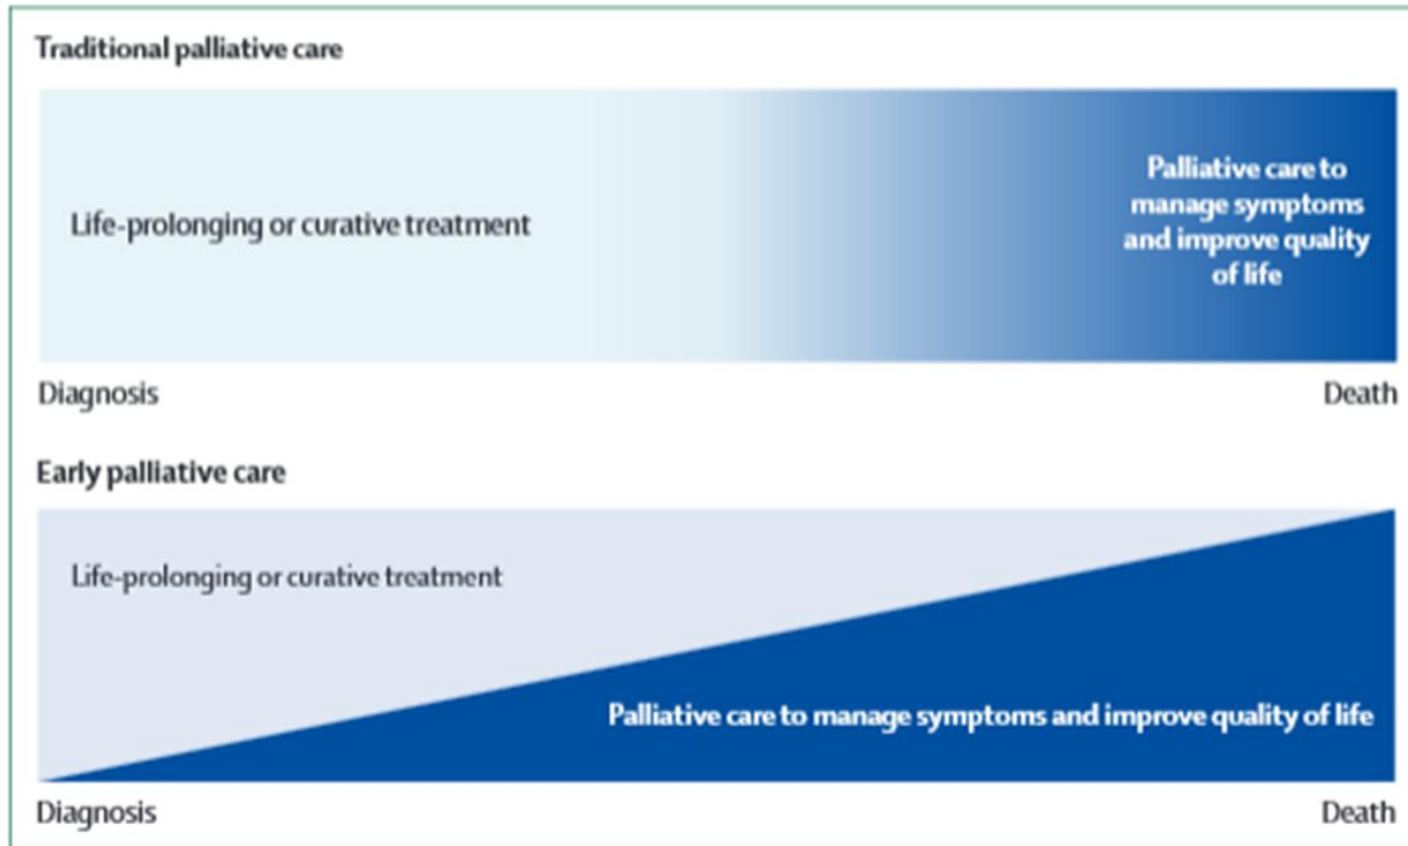 Traditional palliative care
Life-prolonging or curative treatment
Palliative care to
manage symptoms
and improve quality
of life
Diagnosis
Death
Early palliative care
Life-prolonging or curative treatment
Palliative care to manage symptoms and improve quality of life
Diagnosis
Death